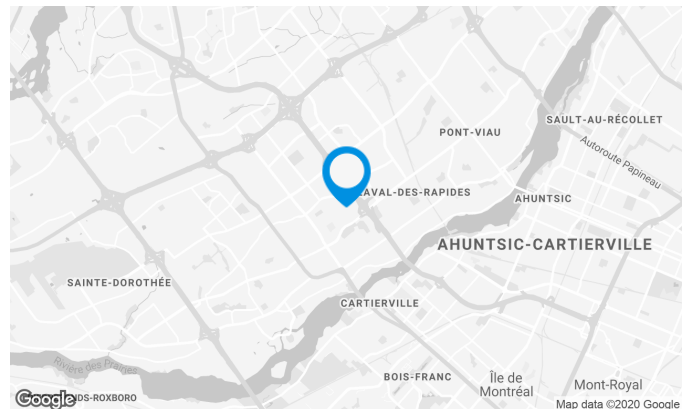 SAULT-AU-RÉCOLLET
PONT-VIAU
Autoroute Papineau
LAVAL-DES-RAPIDES
AHUNTSIC
AHUNTSIC-CARTIERVILLE
SAINTE-DOROTHÉE
CARTIERVILLE
Rivière des Prairies
BOIS-FRANC
Île de
Montréal
Mont-Royal
Google
NDS-ROXBORO
Map data ©2020 Google